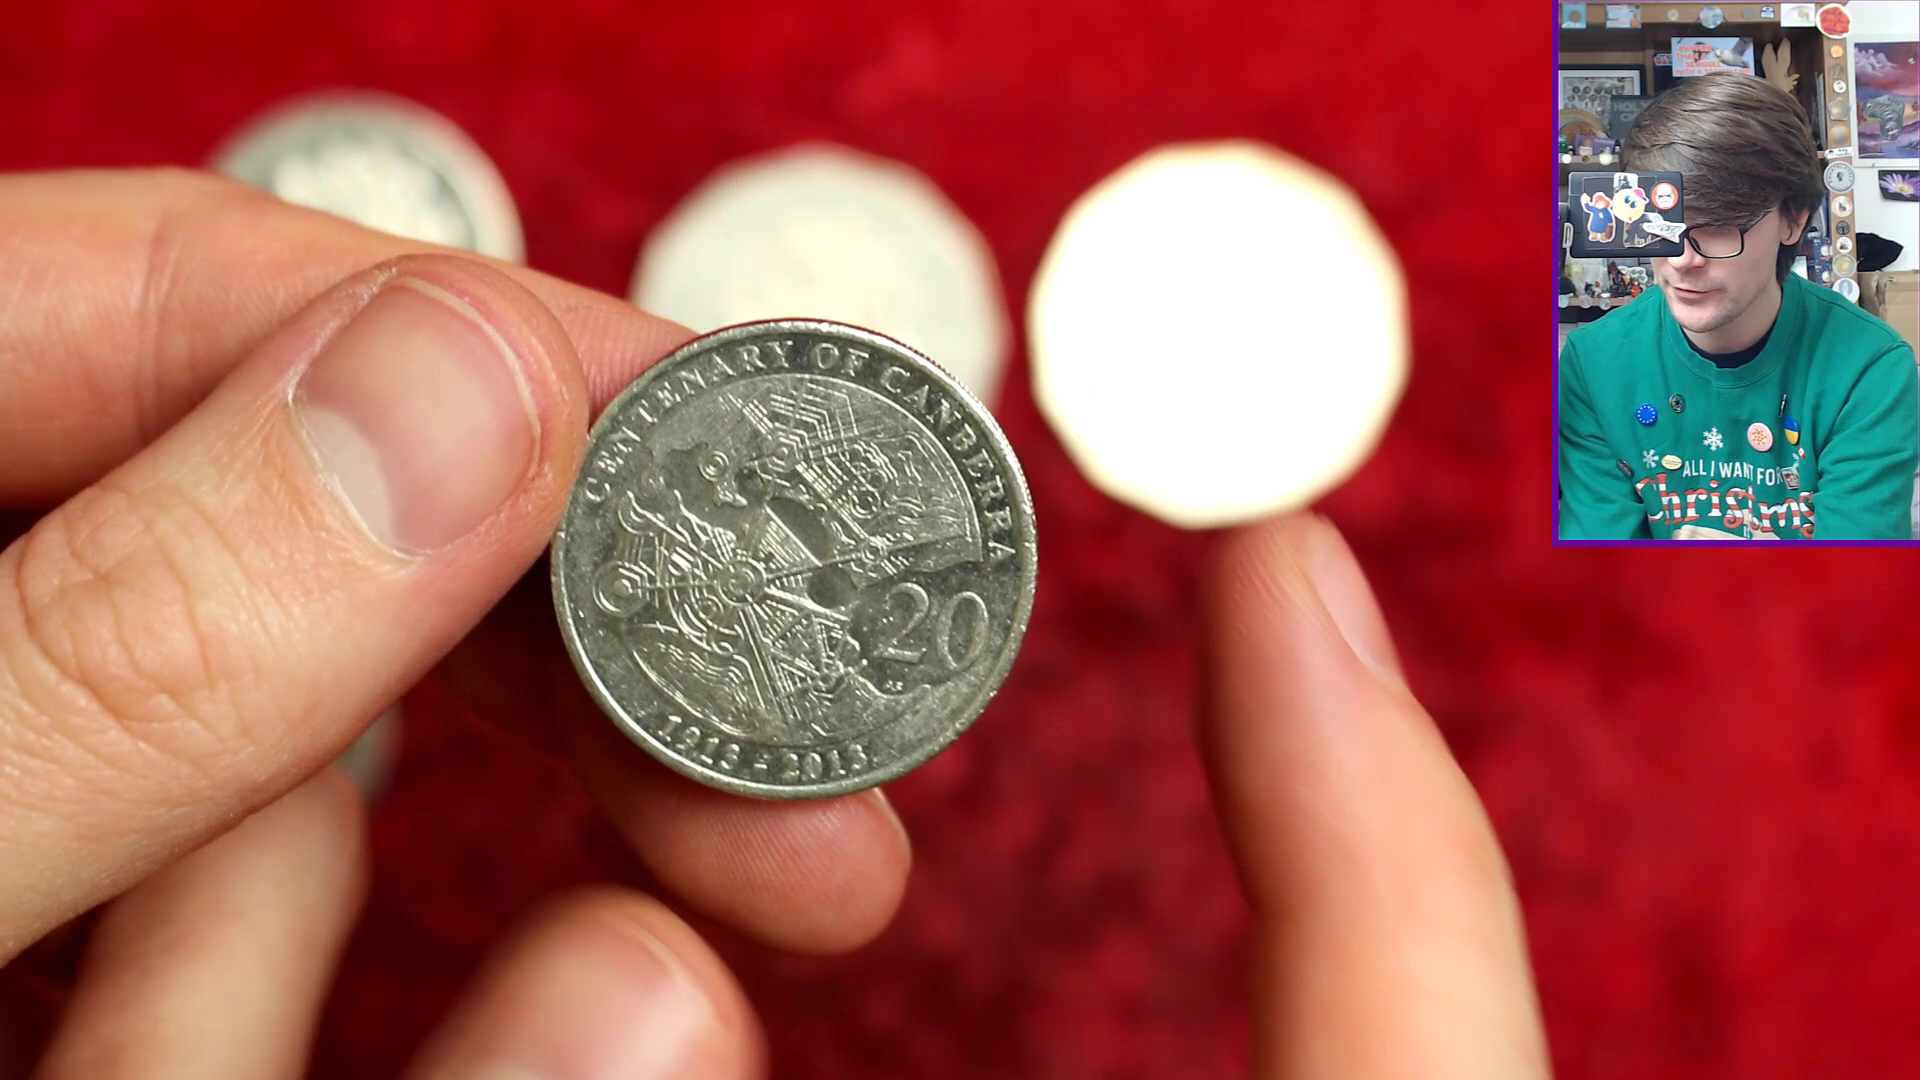 CENTENARY OF CANBERRA
20
1913 - 2013
ALL I WANT FOR
Christmas